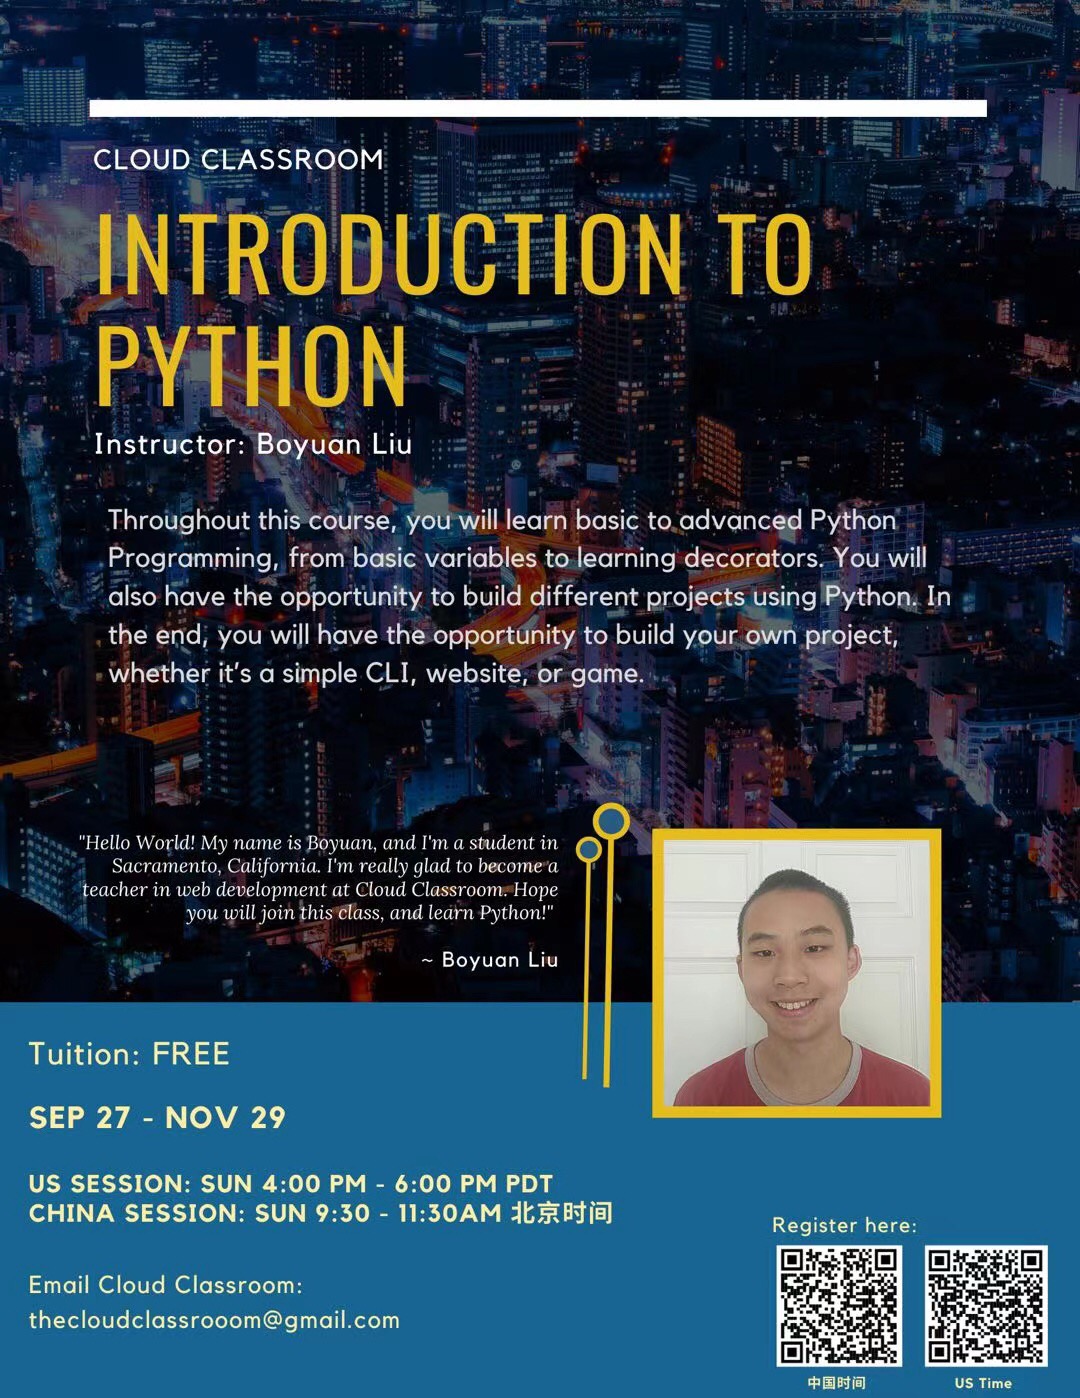 CLOUD CLASSROOM
INTRODUCTION TO
PYTHON
Instructor: Boyuan Liu
Throughout this course, you will learn basic to advanced Python
Programming, from basic variables to learning decorators. You will
also have the opportunity to build different projects using Python. In
the end, you will have the opportunity to build your own project,
whether it's a simple CLI, website, or game.
"Hello World! My name is Boyuan, and I'm a student in
Sacramento, California. I'm really glad to become a
teacher in web development at Cloud Classroom. Hope
you will join this class, and learn Python!"
~ Boyuan Liu
Tuition: FREE
SEP 27 - NOV 29
US SESSION: SUN 4:00 PM - 6:00 PM PDT
CHINA SESSION: SUN 9:30 - 11:30AM 北京时间
Email Cloud Classroom:
thecloudclassrooom@gmail.com
Register here:
中国时间
US Time